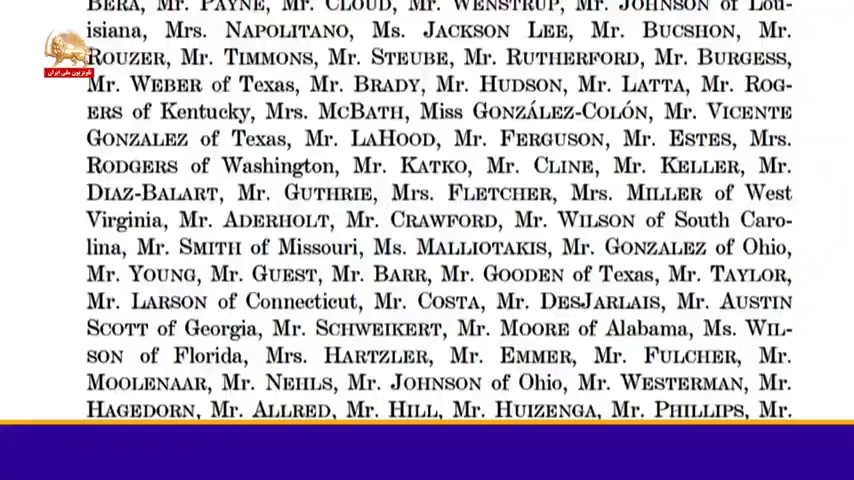 BERA, Mr. PAYNE, Mr. CLOUD, Mr. WENSTRUP, Mr. JOHNSON of Lou-
isiana, Mrs. NAPOLITANO, Ms. JACKSON LEE, Mr. BUCSHON, Mr.
ROUZER, Mr. TIMMONS, Mr. STEUBE, Mr. RUTHERFORD, Mr. BURGESS,
Mr. WEBER of Texas, Mr. BRADY, Mr. HUDSON, Mr. LATTA, Mr. ROG-
ERS of Kentucky, Mrs. MCBATH, Miss GONZÁLEZ-COLÓN, Mr. VICENTE
GONZALEZ of Texas, Mr. LAHOOD, Mr. FERGUSON, Mr. ESTES, Mrs.
RODGERS of Washington, Mr. KATKO, Mr. CLINE, Mr. KELLER, Mr.
DIAZ-BALART, Mr. GUTHRIE, Mrs. FLETCHER, Mrs. MILLER of West
Virginia, Mr. ADERHOLT, Mr. CRAWFORD, Mr. WILSON of South Caro-
lina, Mr. SMITH of Missouri, Ms. MALLIOTAKIS, Mr. GONZALEZ of Ohio,
Mr. YOUNG, Mr. GUEST, Mr. BARR, Mr. GOODEN of Texas, Mr. TAYLOR,
Mr. LARSON of Connecticut, Mr. COSTA, Mr. DESJARLAIS, Mr. AUSTIN
SCOTT of Georgia, Mr. SCHWEIKERT, Mr. MOORE of Alabama, Ms. WIL-
SON of Florida, Mrs. HARTZLER, Mr. EMMER, Mr. FULCHER, Mr.
MOOLENAAR, Mr. NEHLS, Mr. JOHNSON of Ohio, Mr. WESTERMAN, Mr.
HAGEDORN, Mr. ALLRED, Mr. HILL, Mr. HUIZENGA, Mr. PHILLIPS, Mr.
تلویزیون ملی ایران